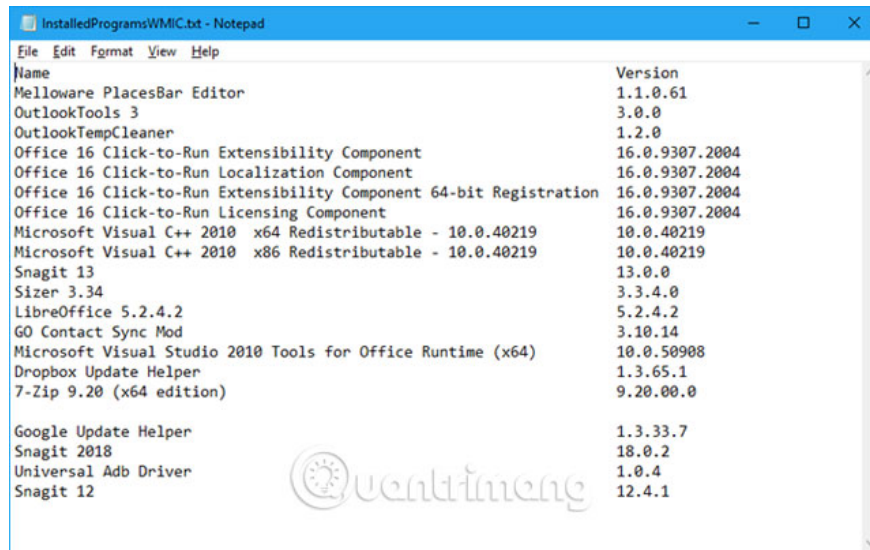 InstalledProgramsWMIC.txt - Notepad
File Edit Format View Help
Name Version
Melloware PlacesBar Editor 1.1.0.61
OutlookTools 3 3.0.0
OutlookTempCleaner 1.2.0
Office 16 Click-to-Run Extensibility Component 16.0.9307.2004
Office 16 Click-to-Run Localization Component 16.0.9307.2004
Office 16 Click-to-Run Extensibility Component 64-bit Registration 16.0.9307.2004
Office 16 Click-to-Run Licensing Component 16.0.9307.2004
Microsoft Visual C++ 2010  x64 Redistributable - 10.0.40219 10.0.40219
Microsoft Visual C++ 2010  x86 Redistributable - 10.0.40219 10.0.40219
Snagit 13 13.0.0
Sizer 3.34 3.3.4.0
LibreOffice 5.2.4.2 5.2.4.2
GO Contact Sync Mod 3.10.14
Microsoft Visual Studio 2010 Tools for Office Runtime (x64) 10.0.50908
Dropbox Update Helper 1.3.65.1
7-Zip 9.20 (x64 edition) 9.20.00.0
Google Update Helper 1.3.33.7
Snagit 2018 18.0.2
Universal Adb Driver 1.0.4
Snagit 12 12.4.1
Quantrimang